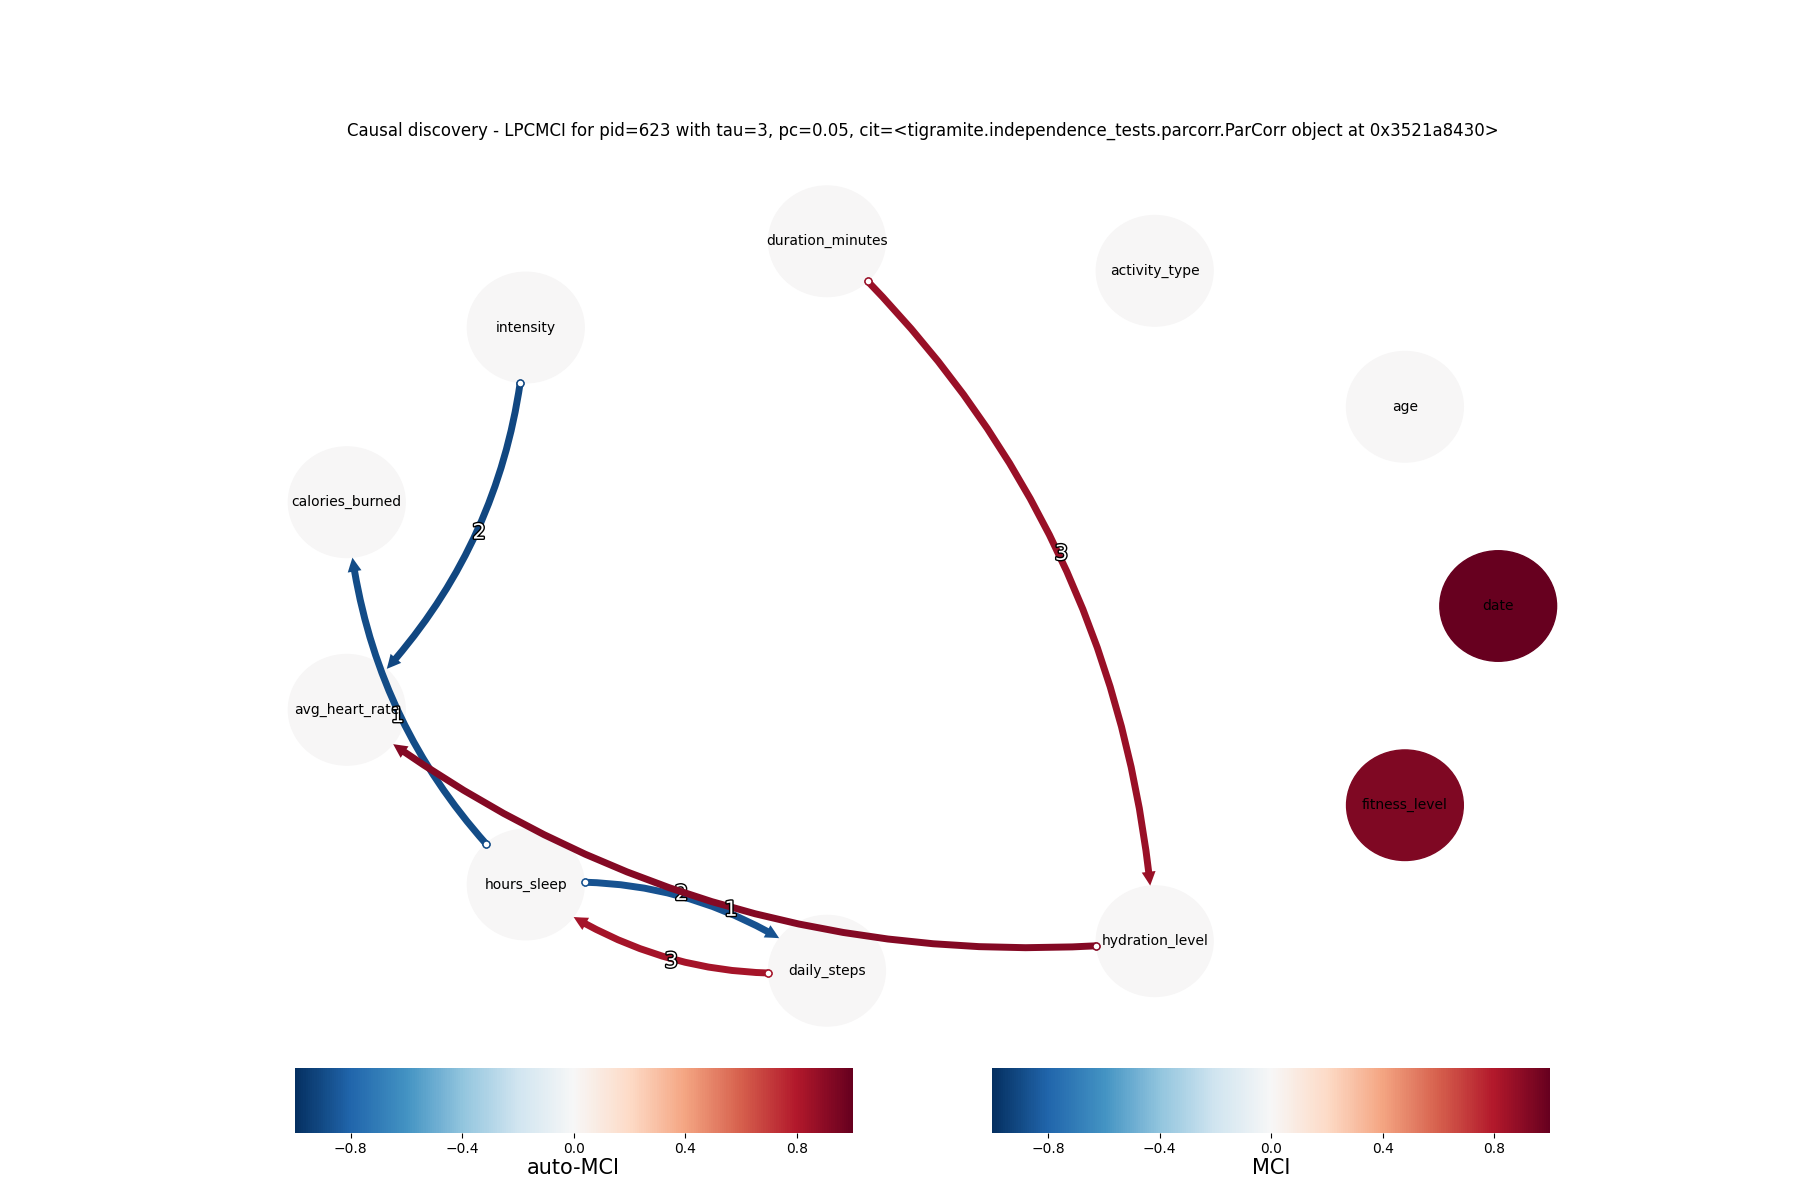 Causal discovery - LPCMCI for pid=623 with tau=3, pc=0.05, cit=<tigramite.independence_tests.parcorr.ParCorr object at 0x3521a8430>
duration_minutes
activity_type
intensity
age
calories_burned
2
3
date
avg_heart_rate
1
fitness_level
hours_sleep
2
1
hydration_level
3
daily_steps
−0.8 −0.4 0.0 0.4 0.8
auto-MCI
−0.8 −0.4 0.0 0.4 0.8
MCI